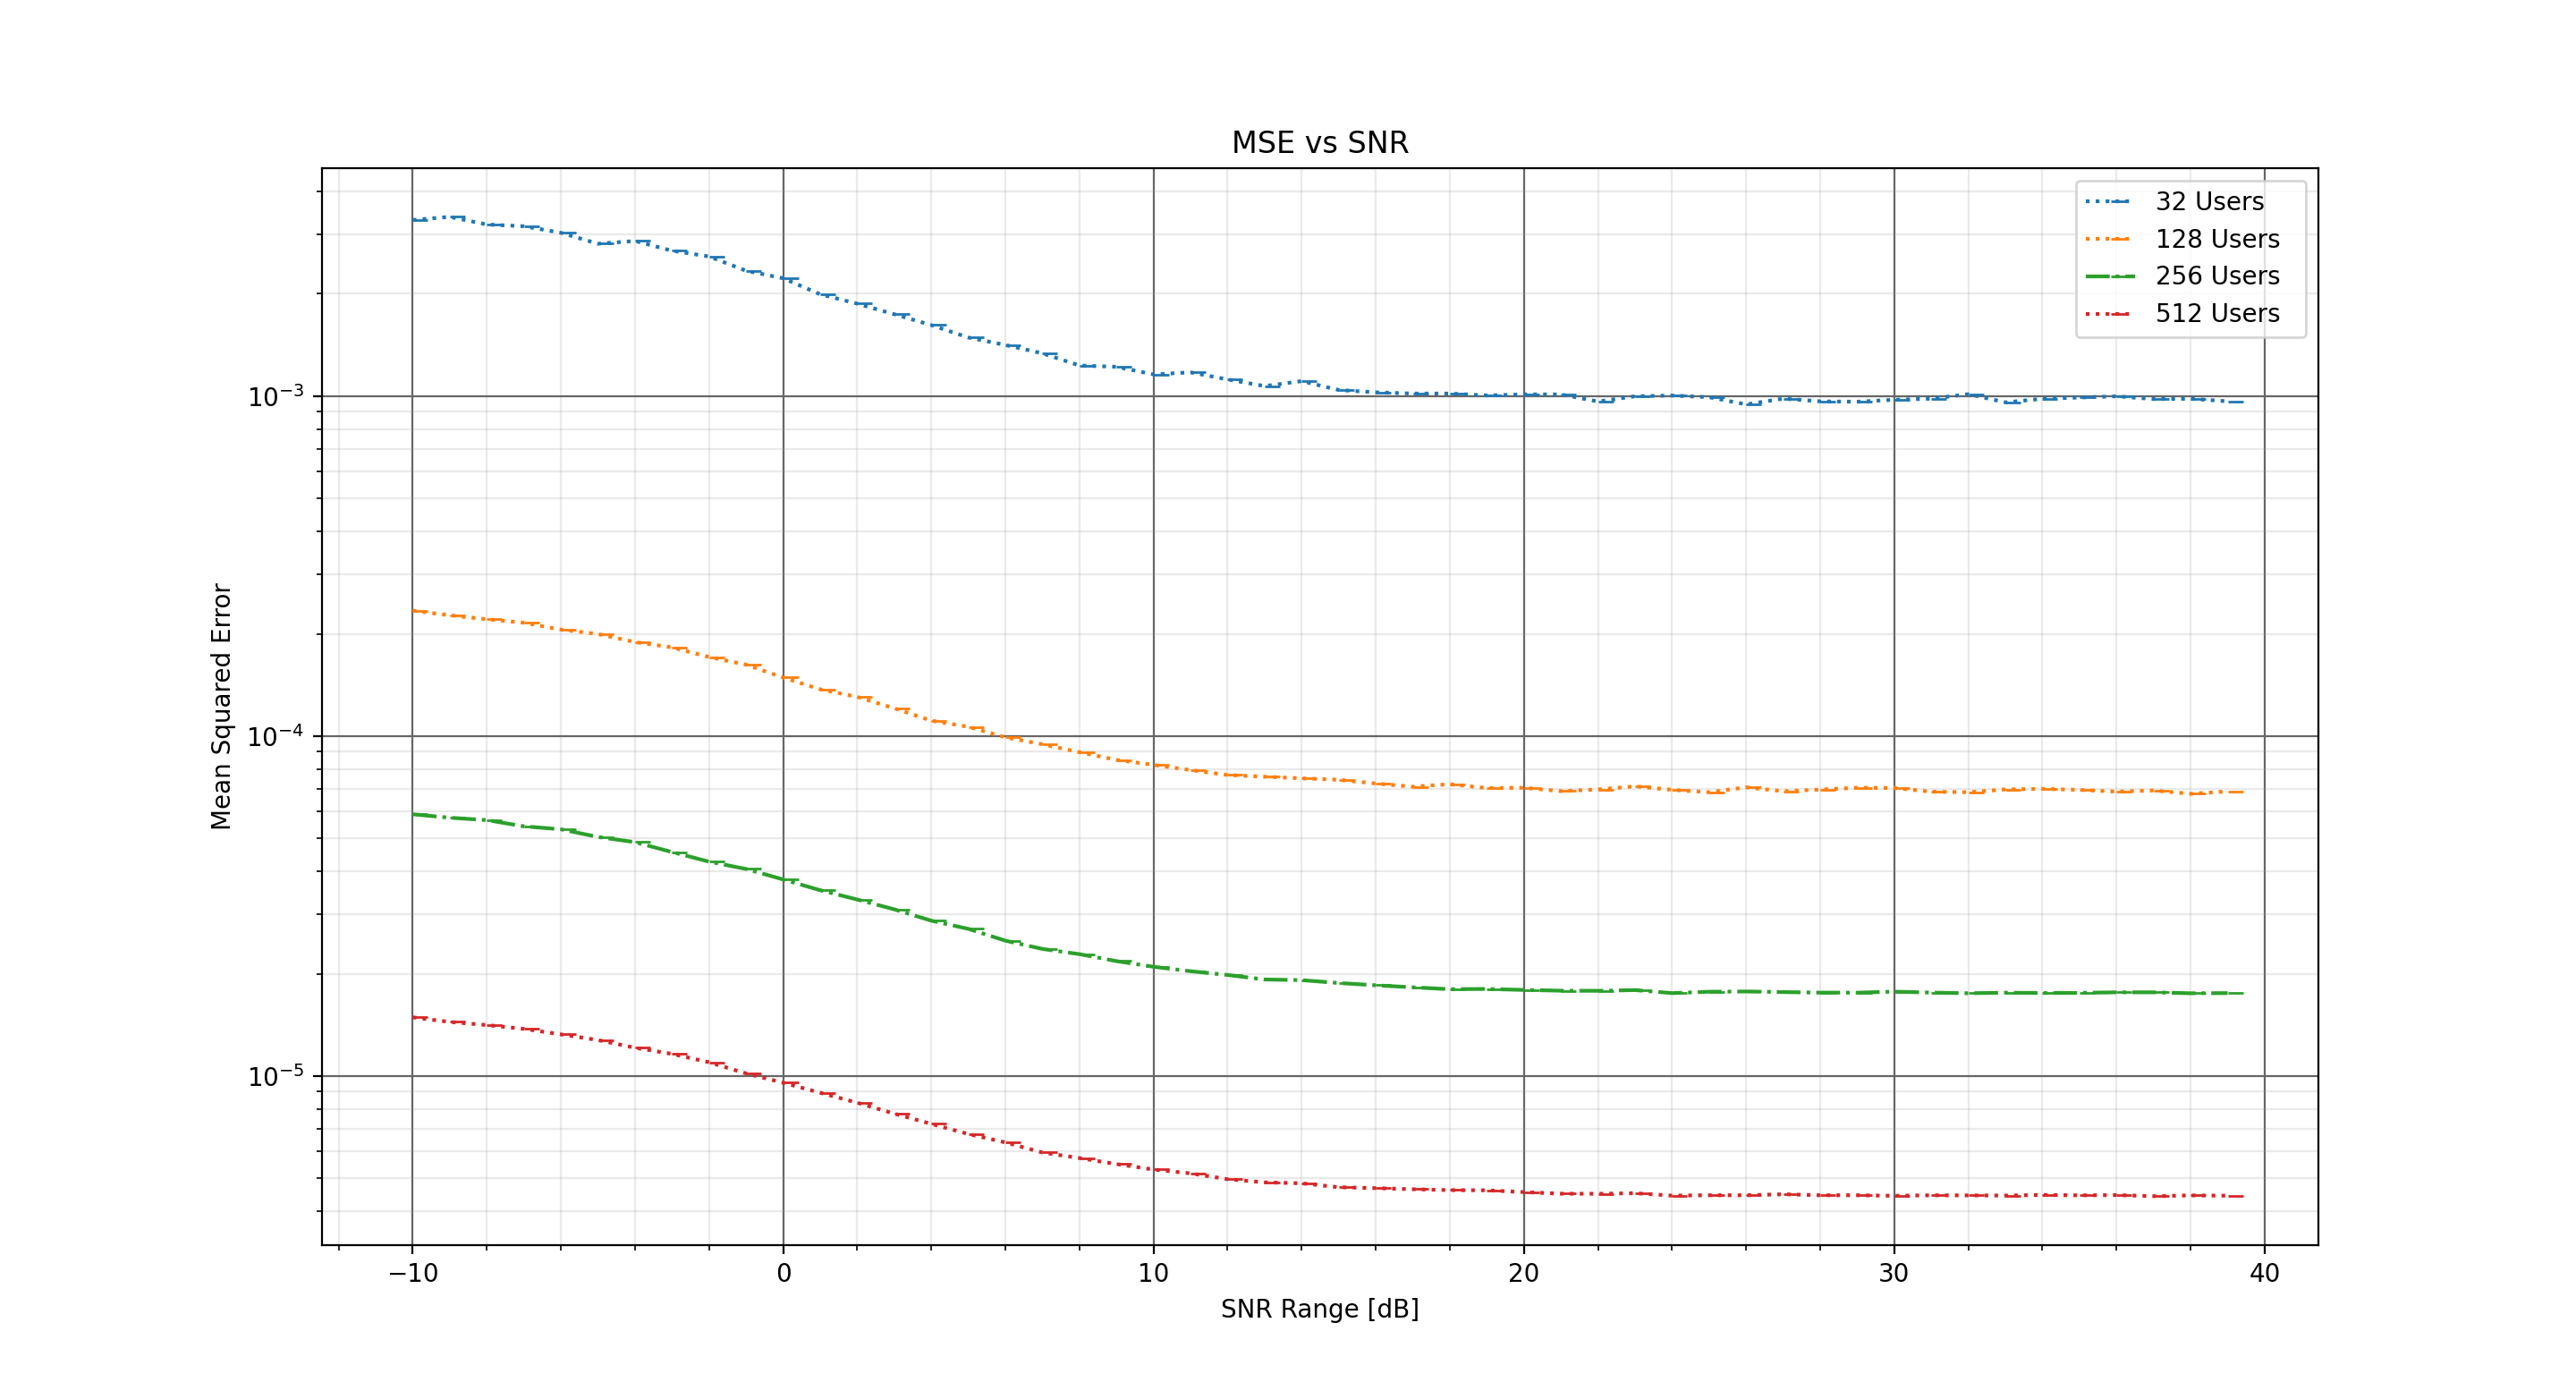 MSE vs SNR
32 Users
128 Users
256 Users
512 Users
Mean Squared Error
10⁻³
10⁻⁴
10⁻⁵
−10 0 10 20 30 40
SNR Range [dB]